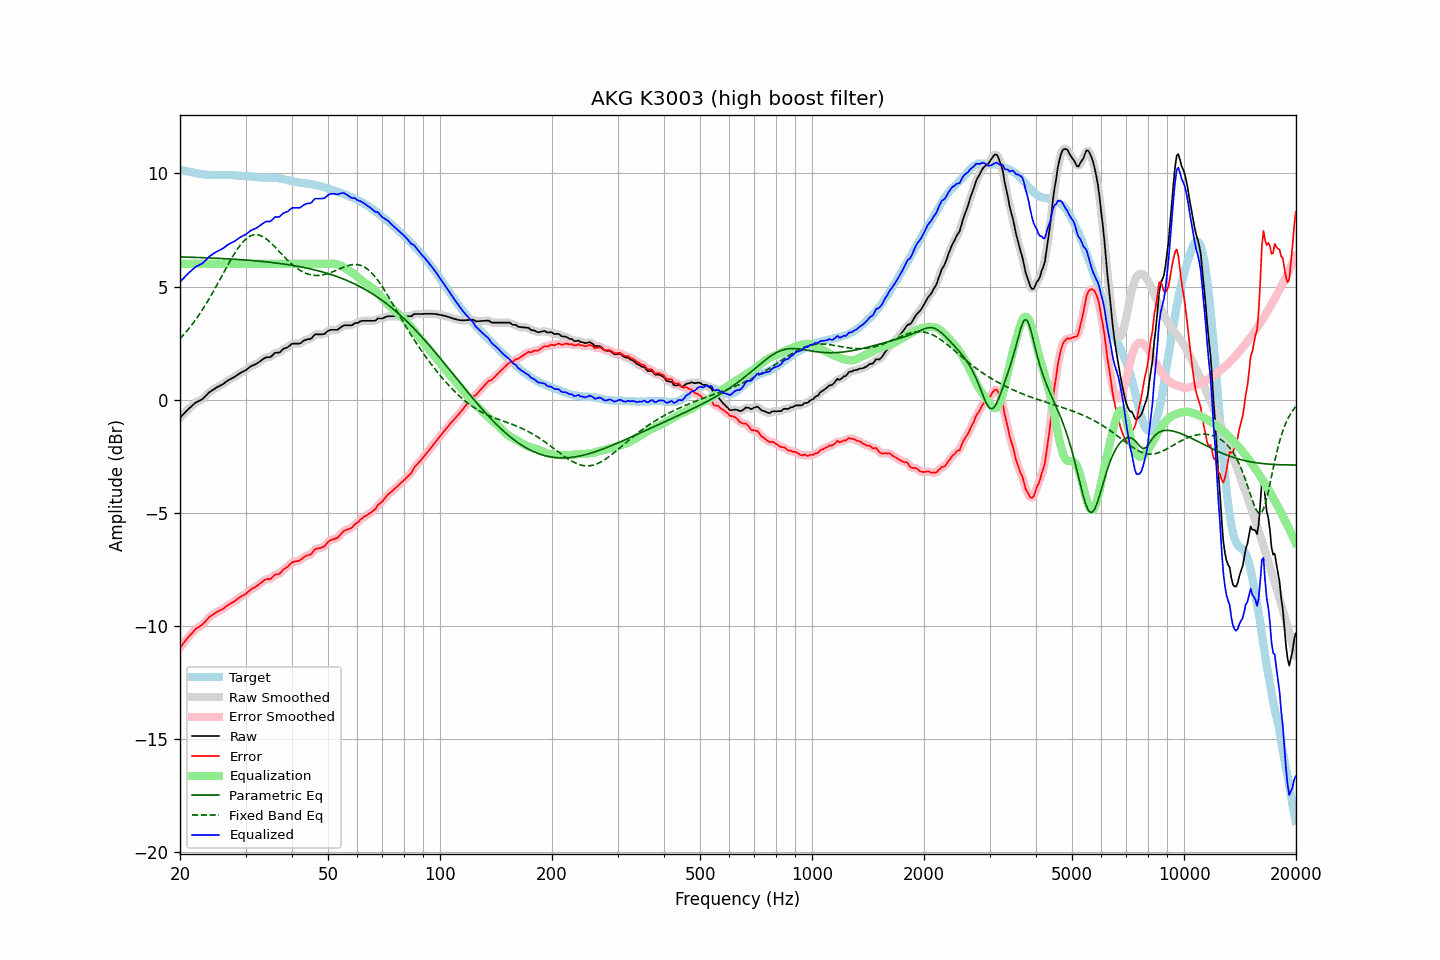 AKG K3003 (high boost filter)
Amplitude (dBr)
10
5
0
−5
−10
−15
−20
Target
Raw Smoothed
Error Smoothed
Raw
Error
Equalization
Parametric Eq
Fixed Band Eq
Equalized
20 50 100 200 500 1000 2000 5000 10000 20000
Frequency (Hz)